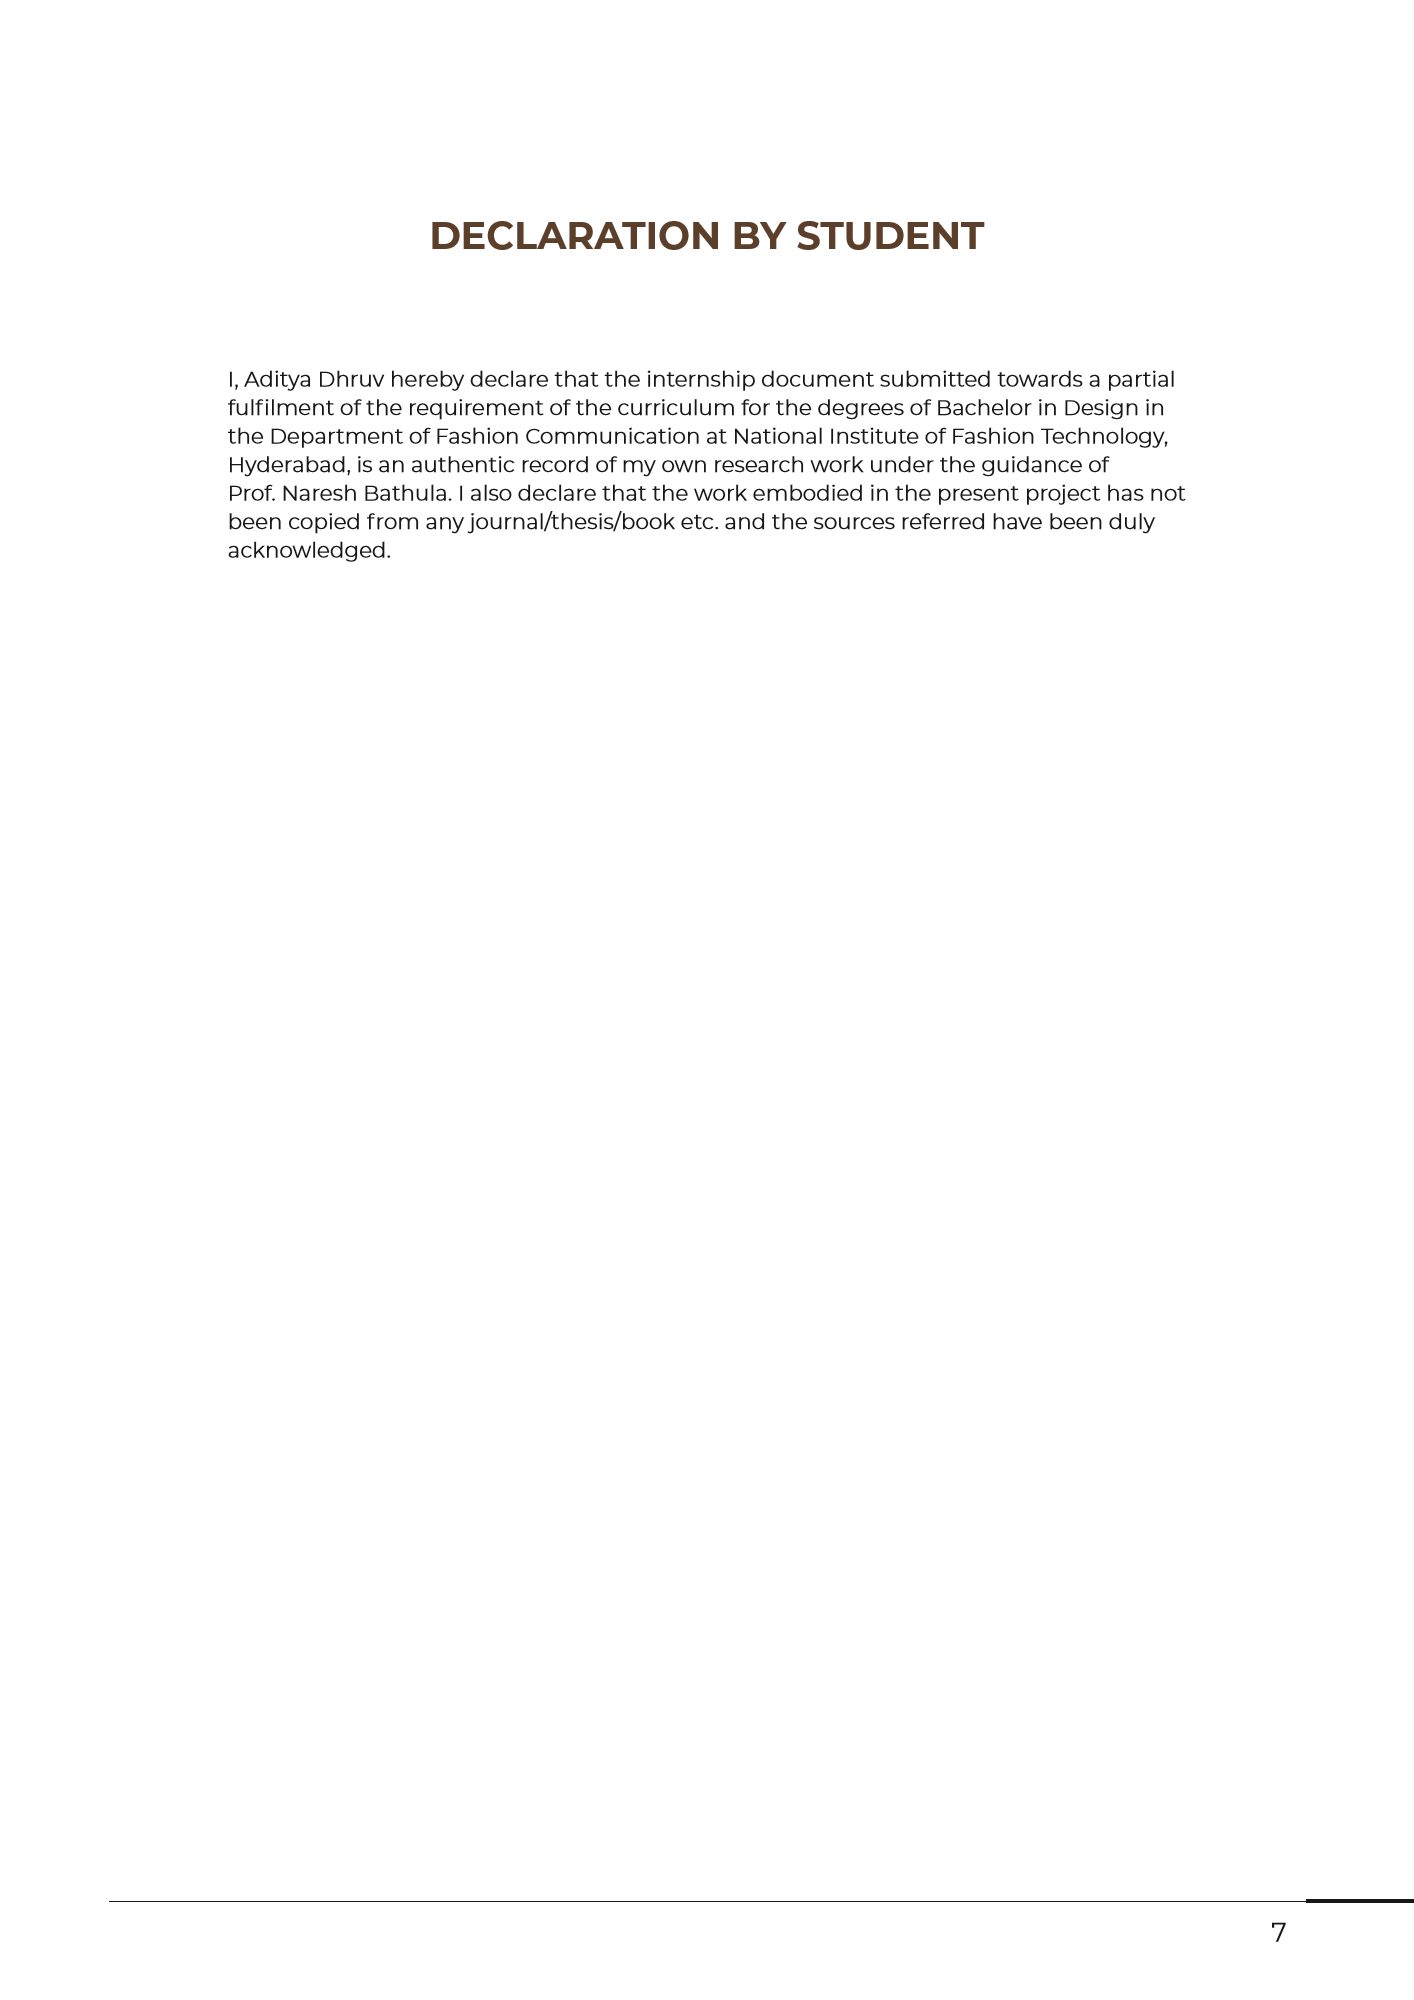 DECLARATION BY STUDENT
I, Aditya Dhruv hereby declare that the internship document submitted towards a partial
fulfilment of the requirement of the curriculum for the degrees of Bachelor in Design in
the Department of Fashion Communication at National Institute of Fashion Technology,
Hyderabad, is an authentic record of my own research work under the guidance of
Prof. Naresh Bathula. I also declare that the work embodied in the present project has not
been copied from any journal/thesis/book etc. and the sources referred have been duly
acknowledged.
7